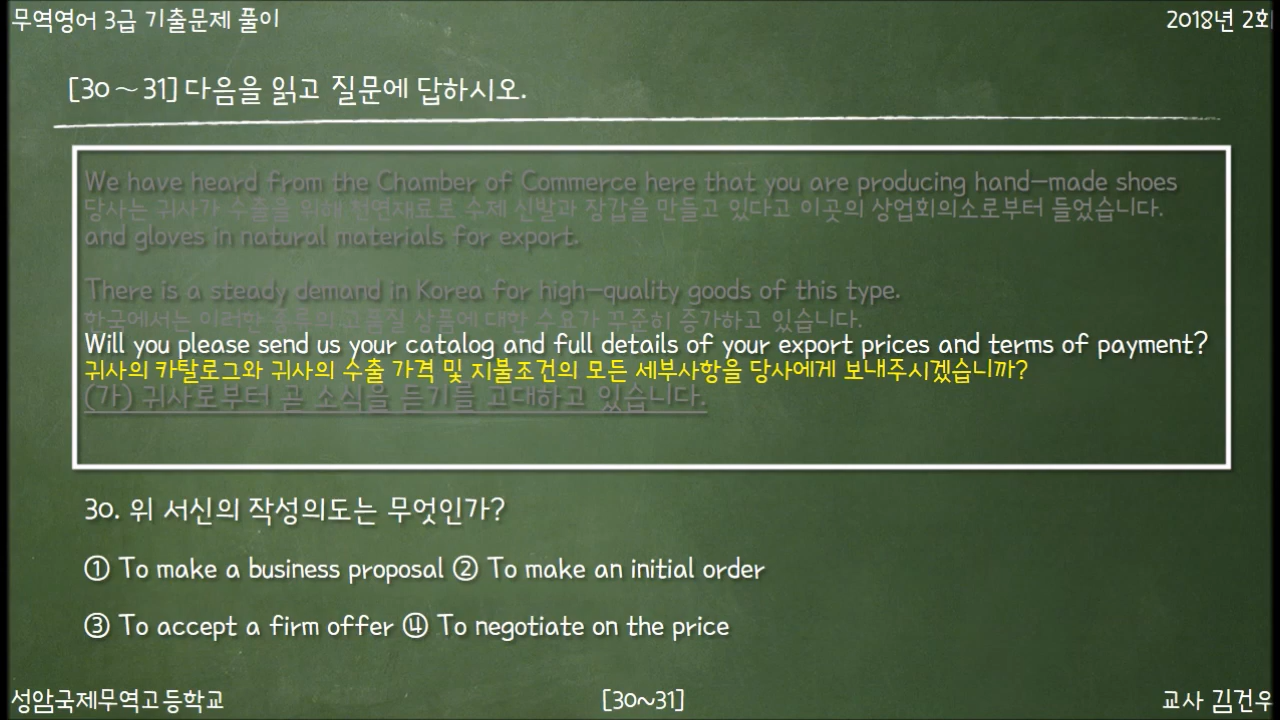 무역영어 3급 기출문제 풀이
2018년 2회
[30~31] 다음을 읽고 질문에 답하시오.
We have heard from the Chamber of Commerce here that you are producing hand-made shoes
당사는 귀사가 수출을 위해 천연재료로 수제 신발과 장갑을 만들고 있다고 이곳의 상업회의소로부터 들었습니다.
and gloves in natural materials for export.
There is a steady demand in Korea for high-quality goods of this type.
한국에서는 이러한 종류의 고품질 상품에 대한 수요가 꾸준히 증가하고 있습니다.
Will you please send us your catalog and full details of your export prices and terms of payment?
귀사의 카탈로그와 귀사의 수출 가격 및 지불조건의 모든 세부사항을 당사에게 보내주시겠습니까?
(가) 귀사로부터 곧 소식을 듣기를 고대하고 있습니다.
30. 위 서신의 작성의도는 무엇인가?
① To make a business proposal ② To make an initial order
③ To accept a firm offer ④ To negotiate on the price
성암국제무역고등학교
[30~31]
교사 김건우